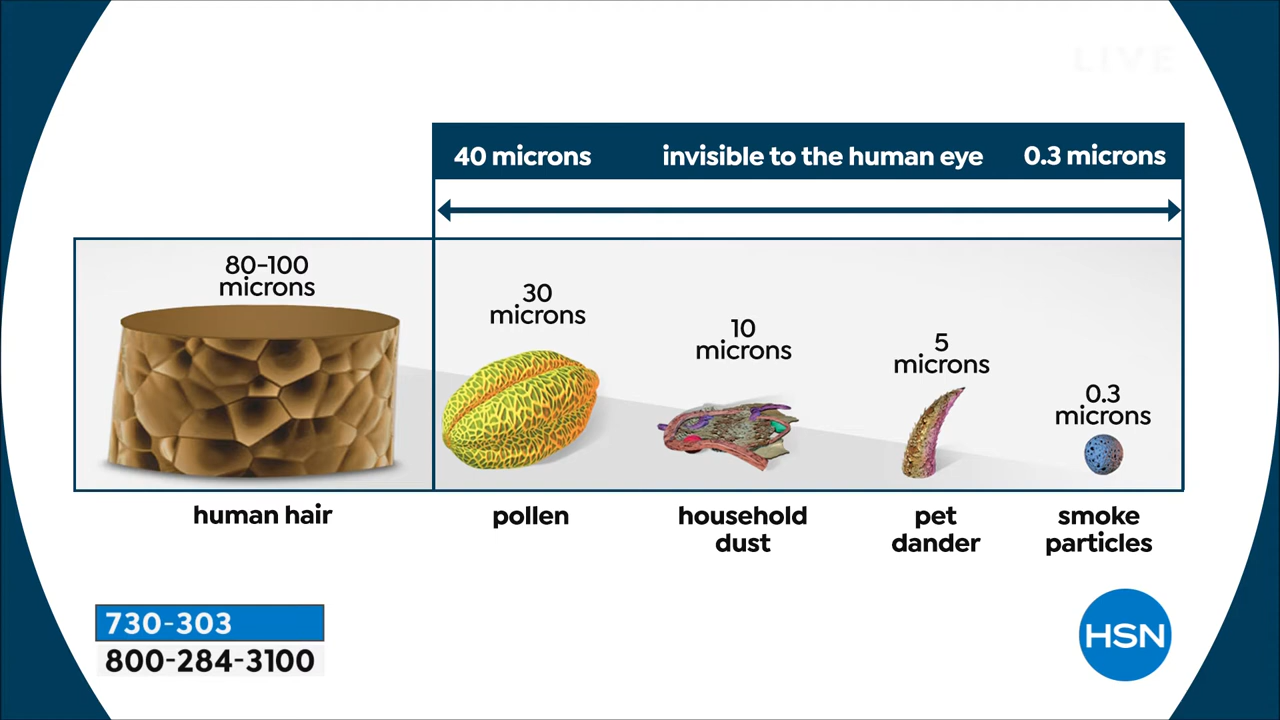 LIVE
40 microns
invisible to the human eye
0.3 microns
80-100
microns
30
microns
10
microns
5
microns
0.3
microns
human hair
pollen
household
dust
pet
dander
smoke
particles
730-303
800-284-3100
HSN